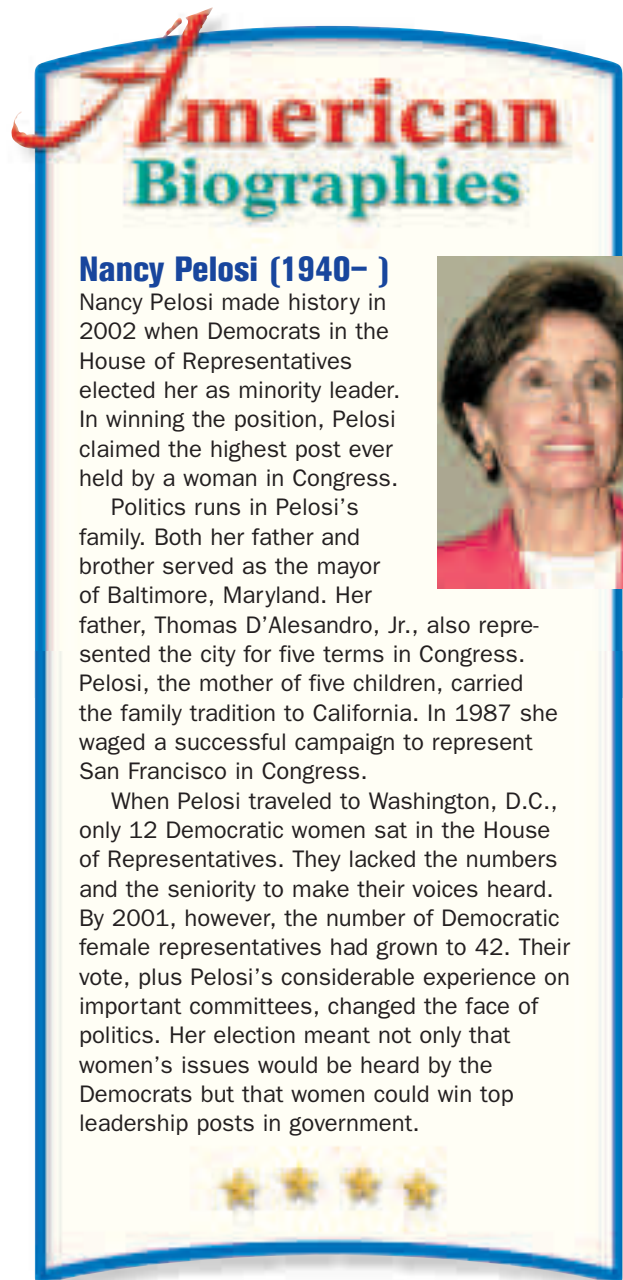 American
Biographies
Nancy Pelosi (1940– )
Nancy Pelosi made history in
2002 when Democrats in the
House of Representatives
elected her as minority leader.
In winning the position, Pelosi
claimed the highest post ever
held by a woman in Congress.
Politics runs in Pelosi's
family. Both her father and
brother served as the mayor
of Baltimore, Maryland. Her
father, Thomas D'Alesandro, Jr., also repre-
sented the city for five terms in Congress.
Pelosi, the mother of five children, carried
the family tradition to California. In 1987 she
waged a successful campaign to represent
San Francisco in Congress.
When Pelosi traveled to Washington, D.C.,
only 12 Democratic women sat in the House
of Representatives. They lacked the numbers
and the seniority to make their voices heard.
By 2001, however, the number of Democratic
female representatives had grown to 42. Their
vote, plus Pelosi's considerable experience on
important committees, changed the face of
politics. Her election meant not only that
women's issues would be heard by the
Democrats but that women could win top
leadership posts in government.